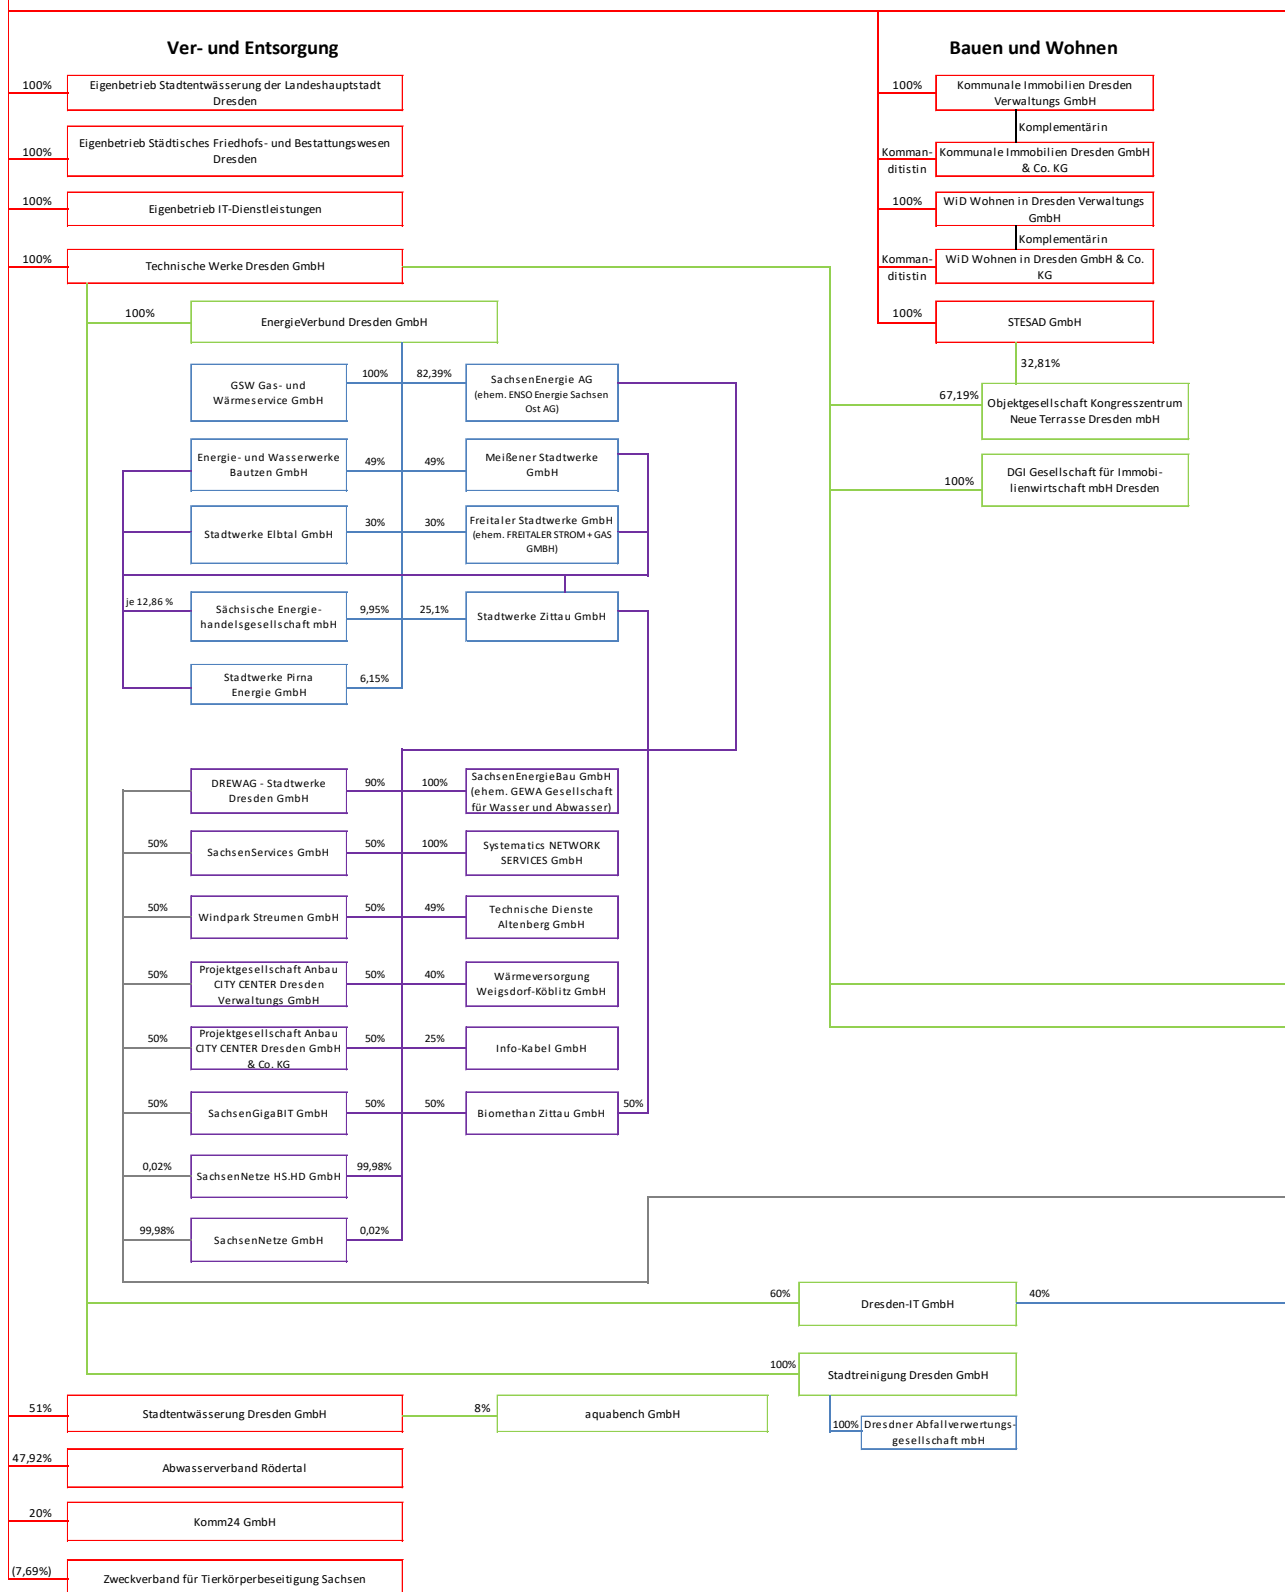 Ver- und Entsorgung
100%
Eigenbetrieb Stadtentwässerung der Landeshauptstadt
Dresden
100%
Eigenbetrieb Städtisches Friedhofs- und Bestattungswesen
Dresden
100%
Eigenbetrieb IT-Dienstleistungen
100%
Technische Werke Dresden GmbH
100%
EnergieVerbund Dresden GmbH
GSW Gas- und
Wärmeservice GmbH
100%
82,39%
SachsenEnergie AG
(ehem. ENSO Energie Sachsen
Ost AG)
Energie- und Wasserwerke
Bautzen GmbH
49%
49%
Meißener Stadtwerke
GmbH
Stadtwerke Elbtal GmbH
30%
30%
Freitaler Stadtwerke GmbH
(ehem. FREITALER STROM + GAS
GMBH)
je 12,86 %
Sächsische Energie-
handelsgesellschaft mbH
9,95%
25,1%
Stadtwerke Zittau GmbH
Stadtwerke Pirna
Energie GmbH
6,15%
DREWAG - Stadtwerke
Dresden GmbH
90%
100%
SachsenEnergieBau GmbH
(ehem. GEWA Gesellschaft
für Wasser und Abwasser)
50%
SachsenServices GmbH
50%
100%
Systematics NETWORK
SERVICES GmbH
50%
Windpark Streumen GmbH
50%
49%
Technische Dienste
Altenberg GmbH
50%
Projektgesellschaft Anbau
CITY CENTER Dresden
Verwaltungs GmbH
50%
40%
Wärmeversorgung
Weigsdorf-Köblitz GmbH
50%
Projektgesellschaft Anbau
CITY CENTER Dresden GmbH
& Co. KG
50%
25%
Info-Kabel GmbH
50%
SachsenGigaBIT GmbH
50%
50%
Biomethan Zittau GmbH
50%
0,02%
SachsenNetze HS.HD GmbH
99,98%
99,98%
SachsenNetze GmbH
0,02%
60%
Dresden-IT GmbH
40%
100%
Stadtreinigung Dresden GmbH
100%
Dresdner Abfallverwertungs-
gesellschaft mbH
51%
Stadtentwässerung Dresden GmbH
8%
aquabench GmbH
47,92%
Abwasserverband Rödertal
20%
Komm24 GmbH
(7,69%)
Zweckverband für Tierkörperbeseitigung Sachsen
Bauen und Wohnen
100%
Kommunale Immobilien Dresden
Verwaltungs GmbH
Komplementärin
Komman-
ditistin
Kommunale Immobilien Dresden GmbH
& Co. KG
100%
WiD Wohnen in Dresden Verwaltungs
GmbH
Komplementärin
Komman-
ditistin
WiD Wohnen in Dresden GmbH & Co.
KG
100%
STESAD GmbH
32,81%
67,19%
Objektgesellschaft Kongresszentrum
Neue Terrasse Dresden mbH
100%
DGI Gesellschaft für Immobi-
lienwirtschaft mbH Dresden